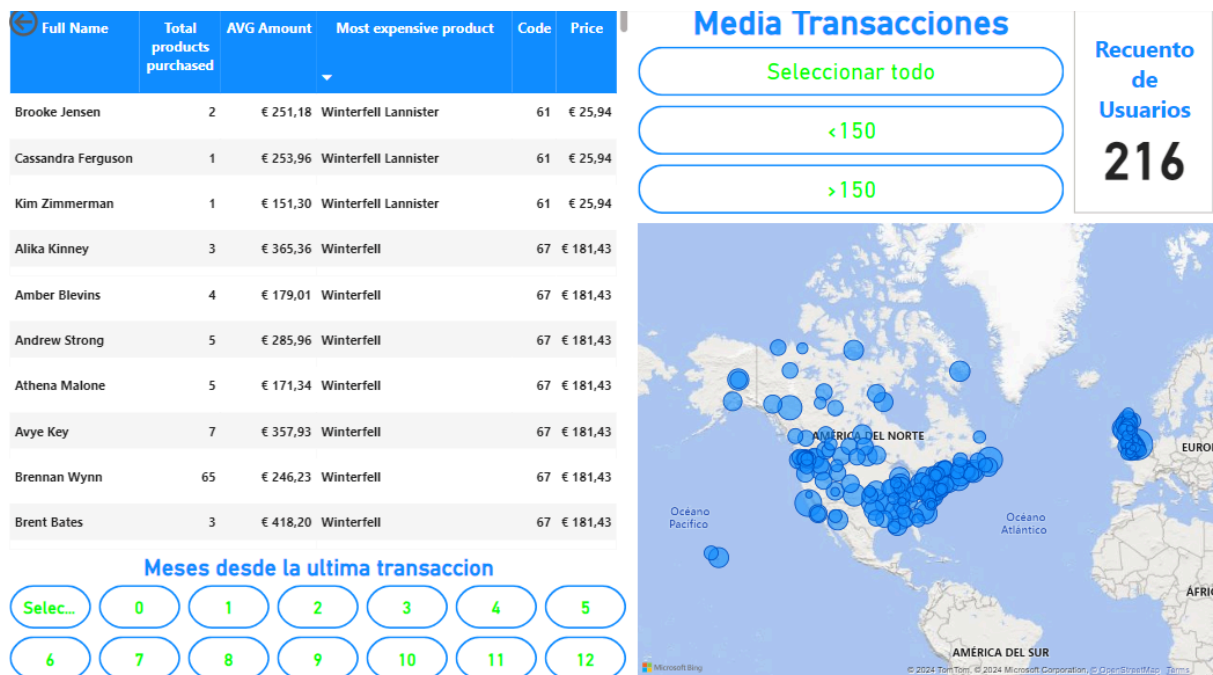 Full Name Total products purchased AVG Amount Most expensive product Code Price
Brooke Jensen 2 € 251,18 Winterfell Lannister 61 € 25,94
Cassandra Ferguson 1 € 253,96 Winterfell Lannister 61 € 25,94
Kim Zimmerman 1 € 151,30 Winterfell Lannister 61 € 25,94
Alika Kinney 3 € 365,36 Winterfell 67 € 181,43
Amber Blevins 4 € 179,01 Winterfell 67 € 181,43
Andrew Strong 5 € 285,96 Winterfell 67 € 181,43
Athena Malone 5 € 171,34 Winterfell 67 € 181,43
Avye Key 7 € 357,93 Winterfell 67 € 181,43
Brennan Wynn 65 € 246,23 Winterfell 67 € 181,43
Brent Bates 3 € 418,20 Winterfell 67 € 181,43
Meses desde la ultima transaccion
Selec... 0 1 2 3 4 5
6 7 8 9 10 11 12
Media Transacciones
Seleccionar todo
<150
>150
Recuento
de
Usuarios
216
AMÉRICA DEL NORTE
EURO
Océano
Pacífico
Océano
Atlántico
ÁFRI
AMÉRICA DEL SUR
Microsoft Bing
© 2024 TomTom, © 2024 Microsoft Corporation, © OpenStreetMap Terms